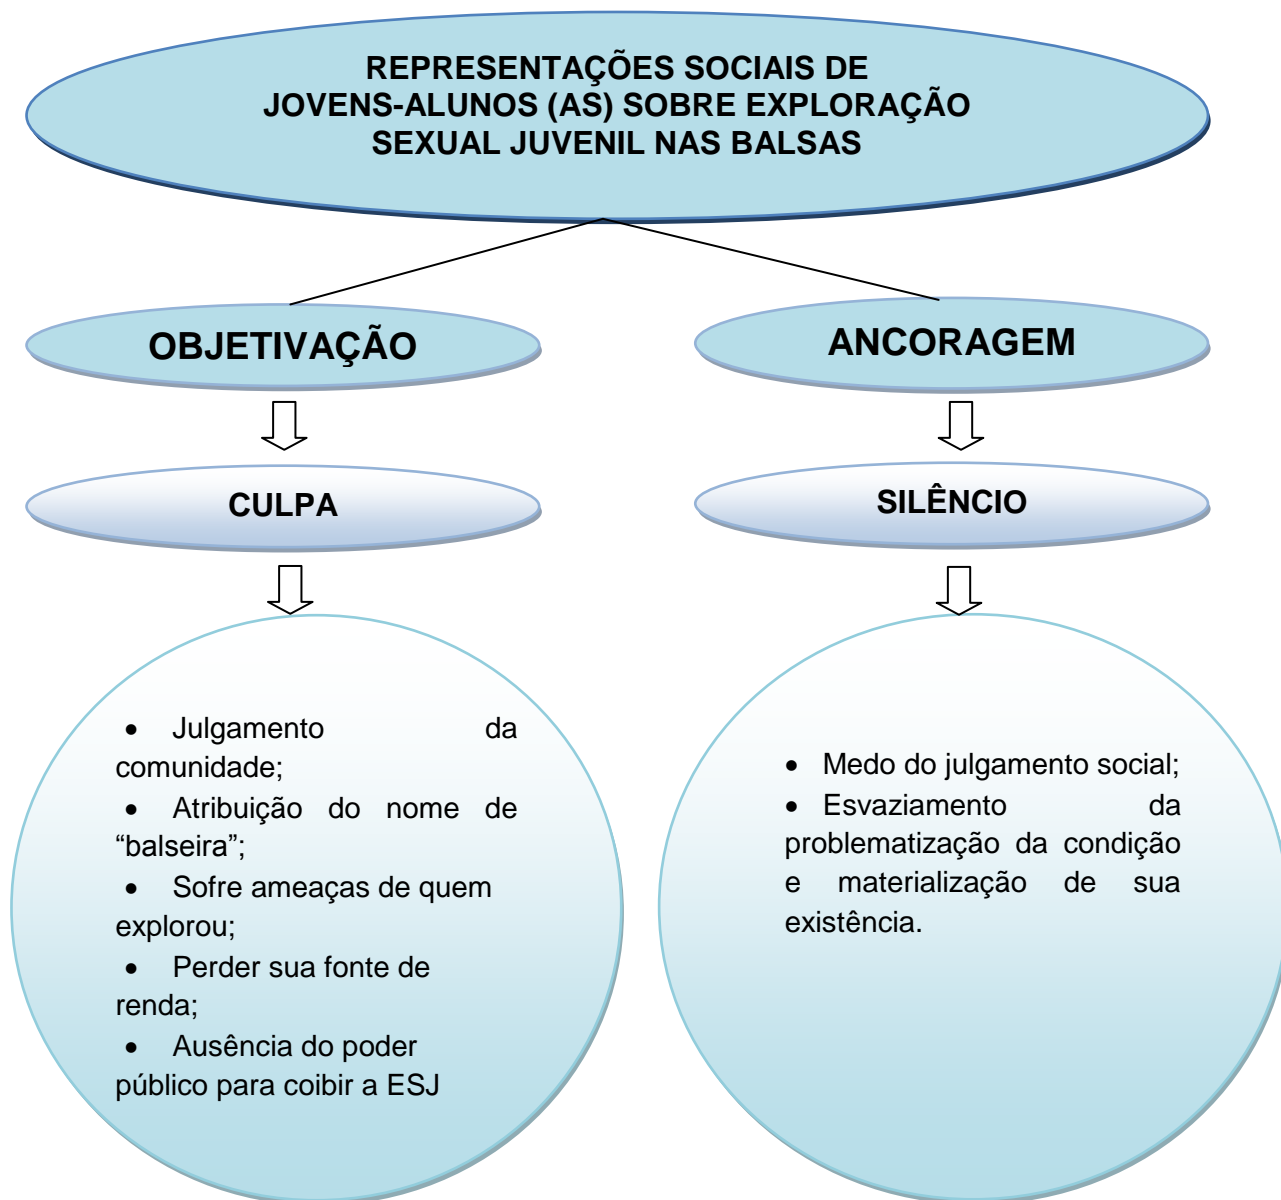 REPRESENTAÇÕES SOCIAIS DE
JOVENS-ALUNOS (AS) SOBRE EXPLORAÇÃO
SEXUAL JUVENIL NAS BALSAS
OBJETIVAÇÃO
ANCORAGEM
CULPA
SILÊNCIO
• Julgamento da
comunidade;
• Atribuição do nome de
“balseira”;
• Sofre ameaças de quem
explorou;
• Perder sua fonte de
renda;
• Ausência do poder
público para coibir a ESJ
• Medo do julgamento social;
• Esvaziamento da
problematização da condição
e materialização de sua
existência.